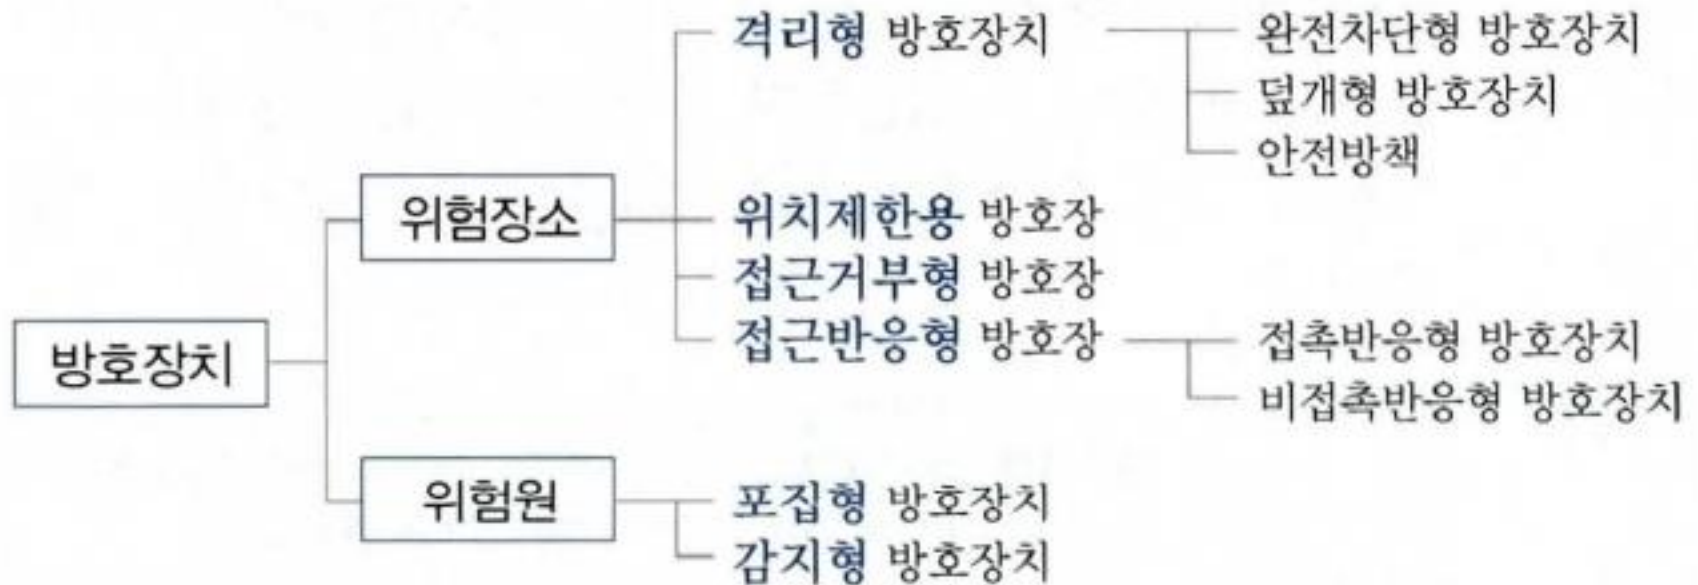 격리형 방호장치
완전차단형 방호장치
덮개형 방호장치
안전방책
위험장소
위치제한용 방호장
접근거부형 방호장
접근반응형 방호장
접촉반응형 방호장치
비접촉반응형 방호장치
방호장치
위험원
포집형 방호장치
감지형 방호장치